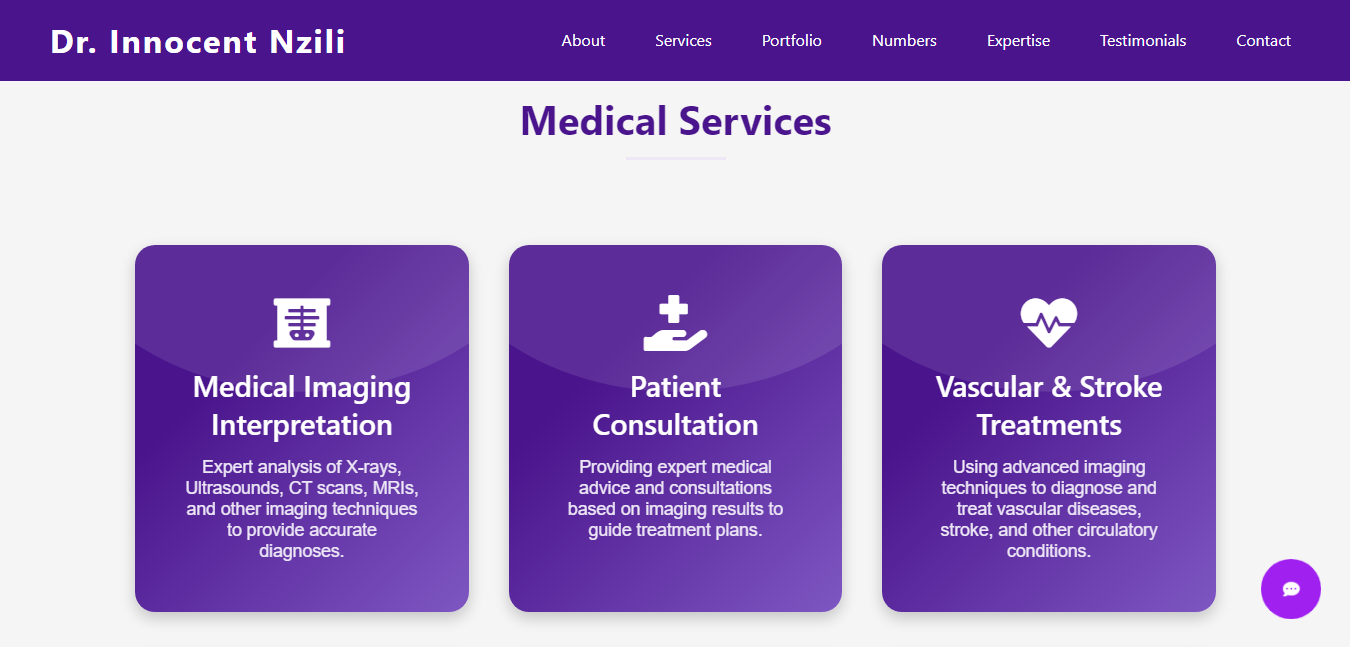 Dr. Innocent Nzili
About Services Portfolio Numbers Expertise Testimonials Contact
Medical Services
Medical Imaging
Interpretation
Expert analysis of X-rays,
Ultrasounds, CT scans, MRIs,
and other imaging techniques
to provide accurate
diagnoses.
Patient
Consultation
Providing expert medical
advice and consultations
based on imaging results to
guide treatment plans.
Vascular & Stroke
Treatments
Using advanced imaging
techniques to diagnose and
treat vascular diseases,
stroke, and other circulatory
conditions.